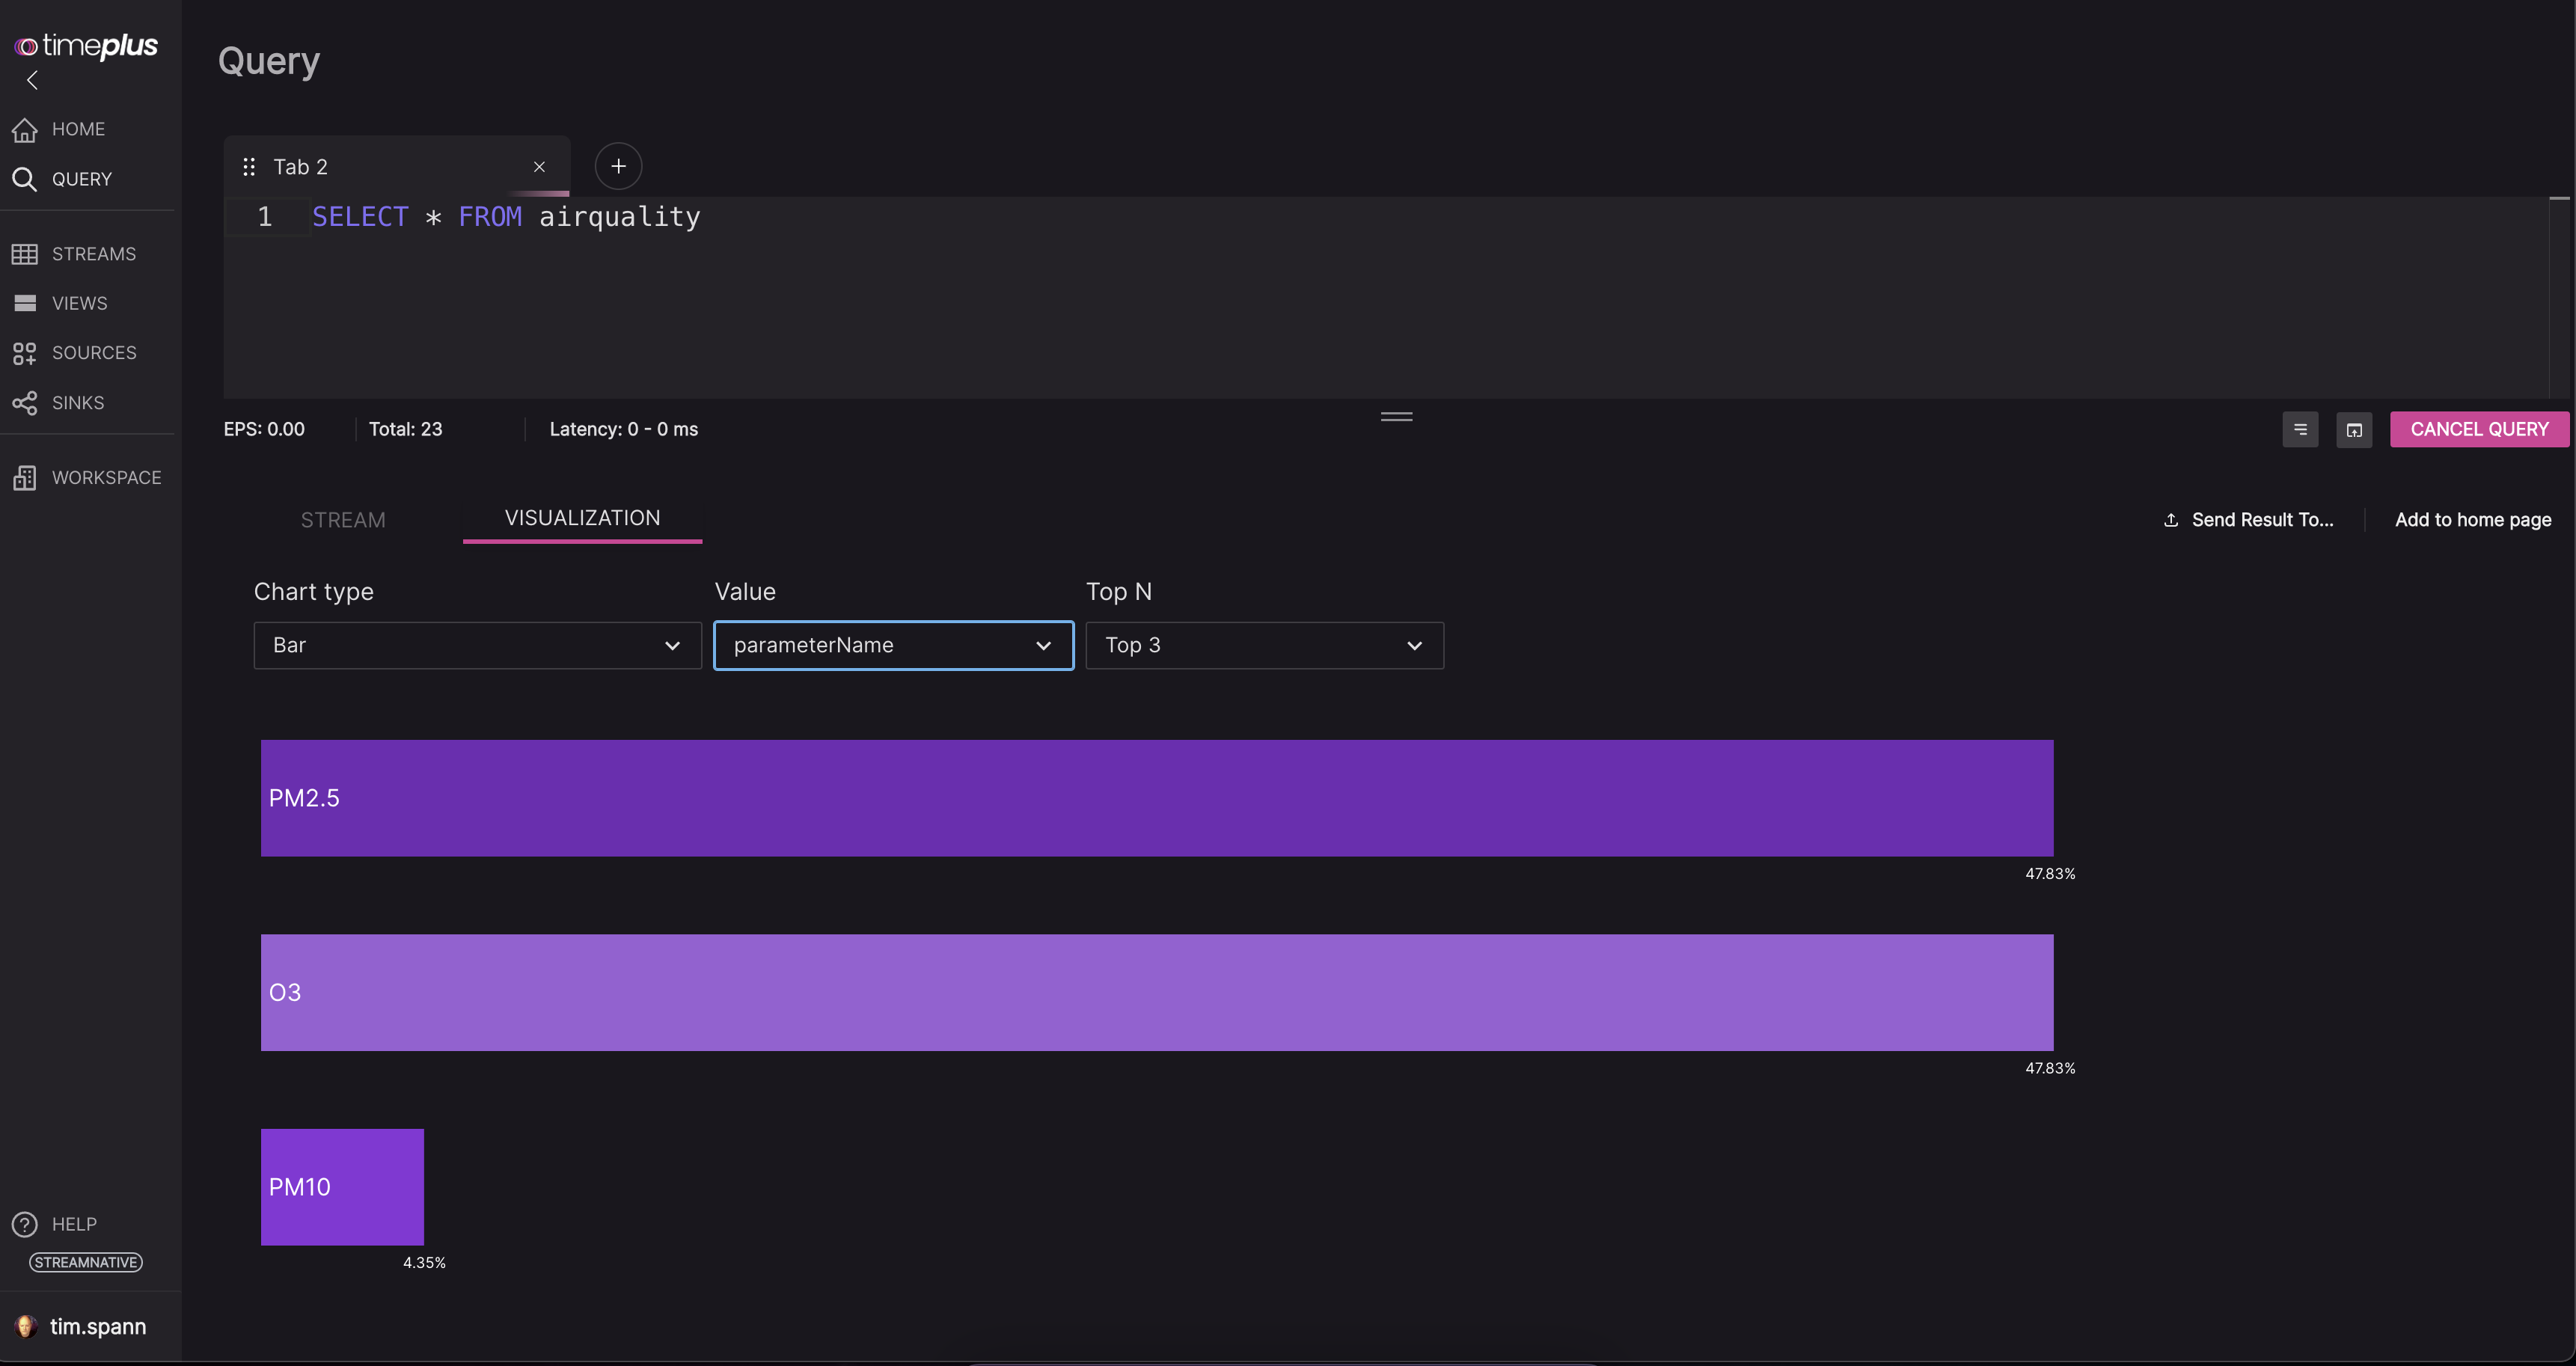 timeplus
HOME
QUERY
STREAMS
VIEWS
SOURCES
SINKS
WORKSPACE
HELP
STREAMNATIVE
tim.spann
Query
Tab 2
1 SELECT * FROM airquality
EPS: 0.00 Total: 23 Latency: 0 - 0 ms CANCEL QUERY
STREAM VISUALIZATION Send Result To... Add to home page
Chart type Value Top N
Bar parameterName Top 3
PM2.5
47.83%
O3
47.83%
PM10
4.35%